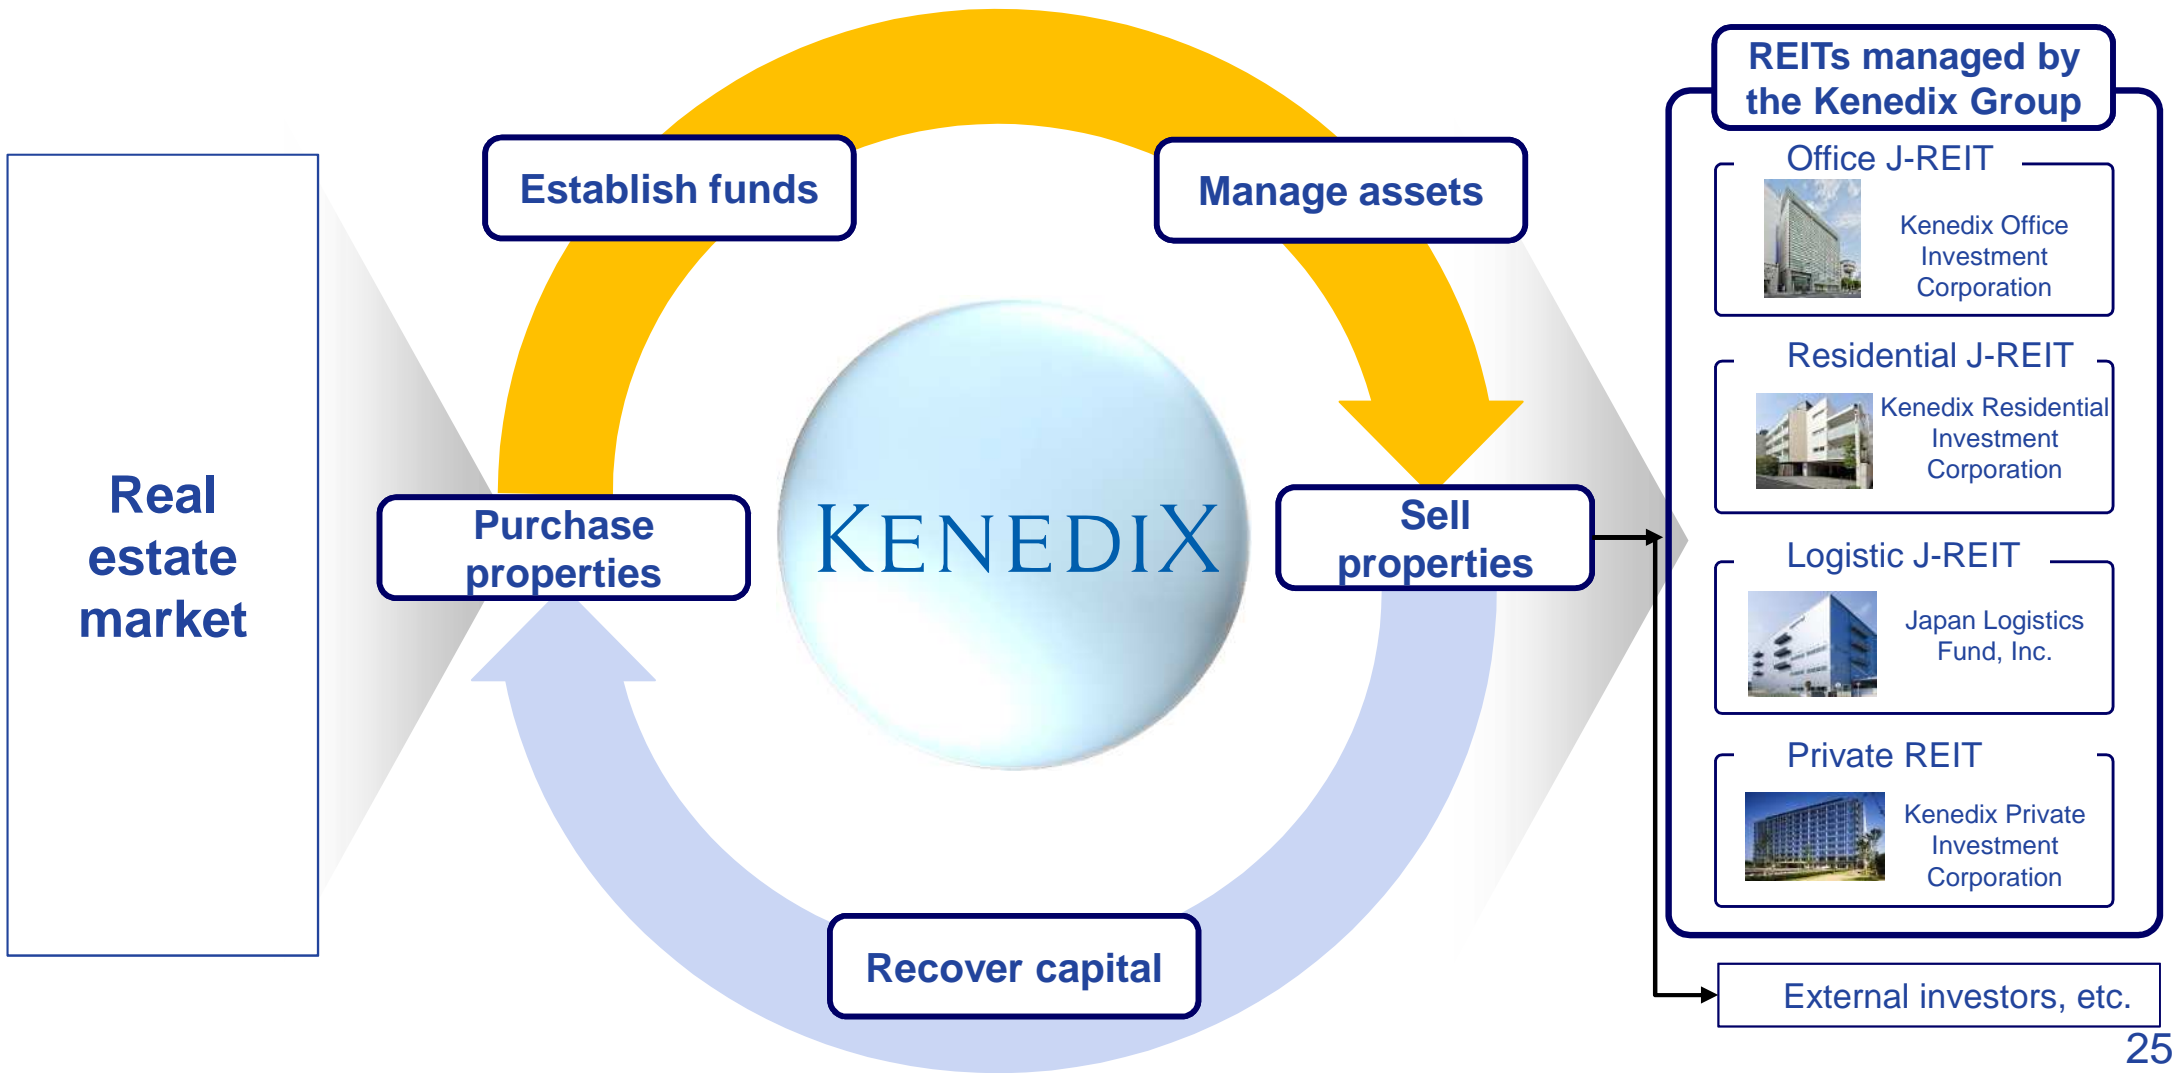 Real
estate
market
Establish funds
Manage assets
Purchase
properties
KENEDIX
Sell
properties
Recover capital
REITs managed by
the Kenedix Group
Office J-REIT
Kenedix Office
Investment
Corporation
Residential J-REIT
Kenedix Residential
Investment
Corporation
Logistic J-REIT
Japan Logistics
Fund, Inc.
Private REIT
Kenedix Private
Investment
Corporation
External investors, etc.
25